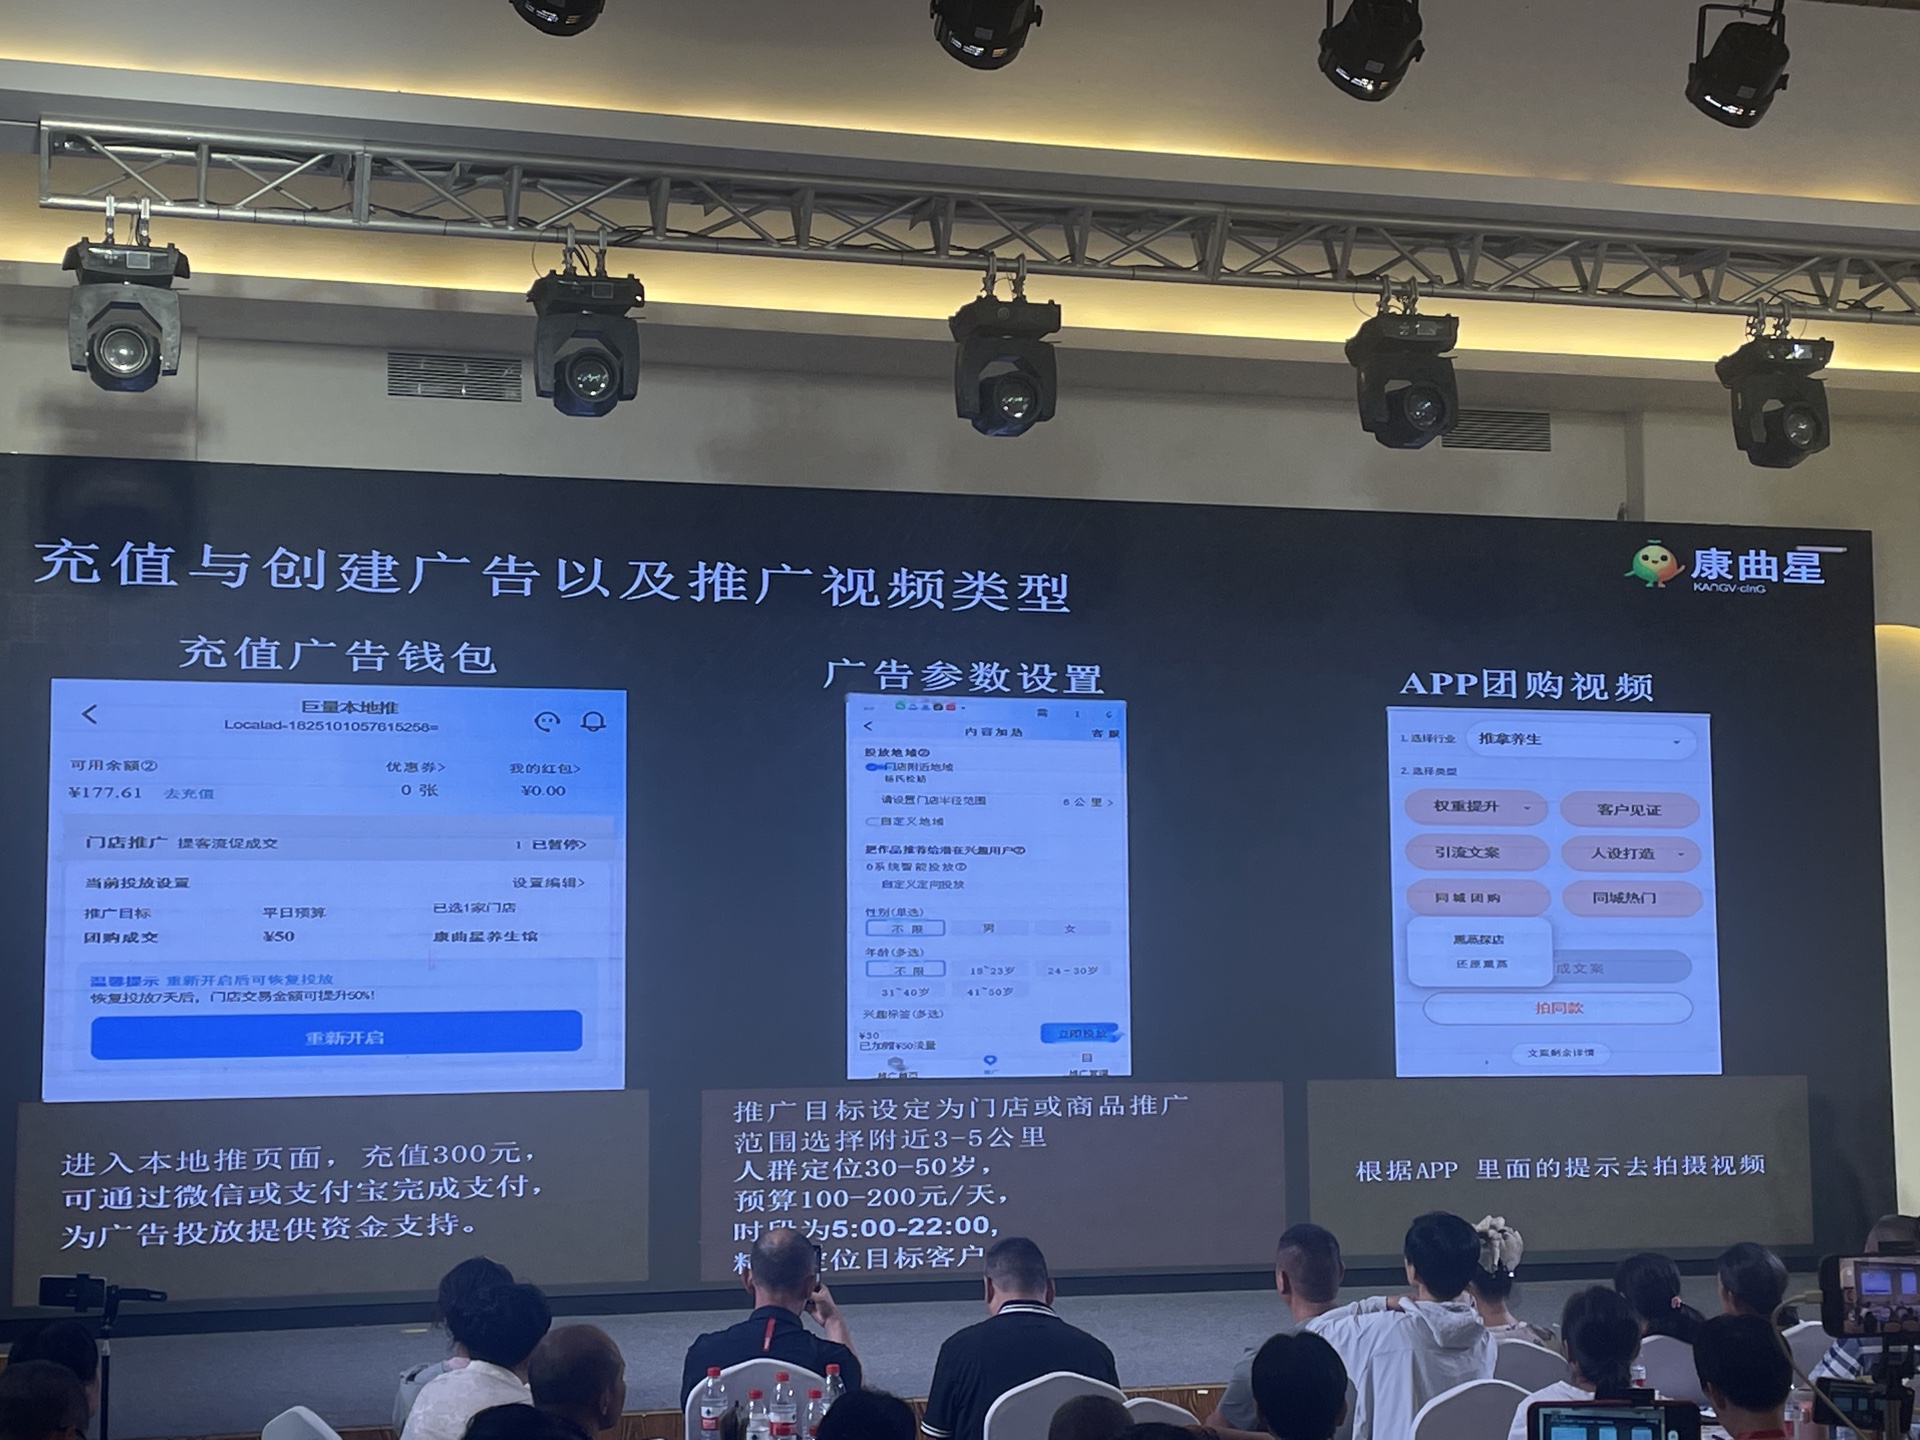 充值与创建广告以及推广视频类型
康曲星
KANGV-cinG
充值广告钱包
巨量本地推
Localad-1825101057615258=
可用余额②
优惠券>
我的红包>
¥177.61 去充值
0 张
¥0.00
门店推广 提客流促成交
1 已暂停>
当前投放设置
设置编辑>
推广目标
平日预算
已选1家门店
团购成交
¥50
康曲星养生馆
温馨提示 重新开启后可恢复投放
恢复投放7天后，门店交易金额可提升50%!
重新开启
进入本地推页面，充值300元，
可通过微信或支付宝完成支付，
为广告投放提供资金支持。
广告参数设置
内容加热
客服
投放地域②
门店附近地域
请设置门店半径范围
6 公里 >
自定义地域
把作品推荐给潜在兴趣用户②
系统智能投放②
自定义定向投放
性别(单选)
不限
男
女
年龄(多选)
不限
18~23岁
24-30岁
31~40岁
41~50岁
兴趣标签(多选)
¥30
已加赠¥50流量
立即投放
推广目标设定为门店或商品推广
范围选择附近3-5公里
人群定位30-50岁，
预算100-200元/天，
时段为5:00-22:00，
位目标客户
APP团购视频
1. 选择行业
推拿养生
2. 选择类型
权重提升
客户见证
引流文案
人设打造
同城团购
同城热门
熏蒸探店
还原熏蒸
成文案
拍同款
文案剩余详情
根据APP 里面的提示去拍摄视频